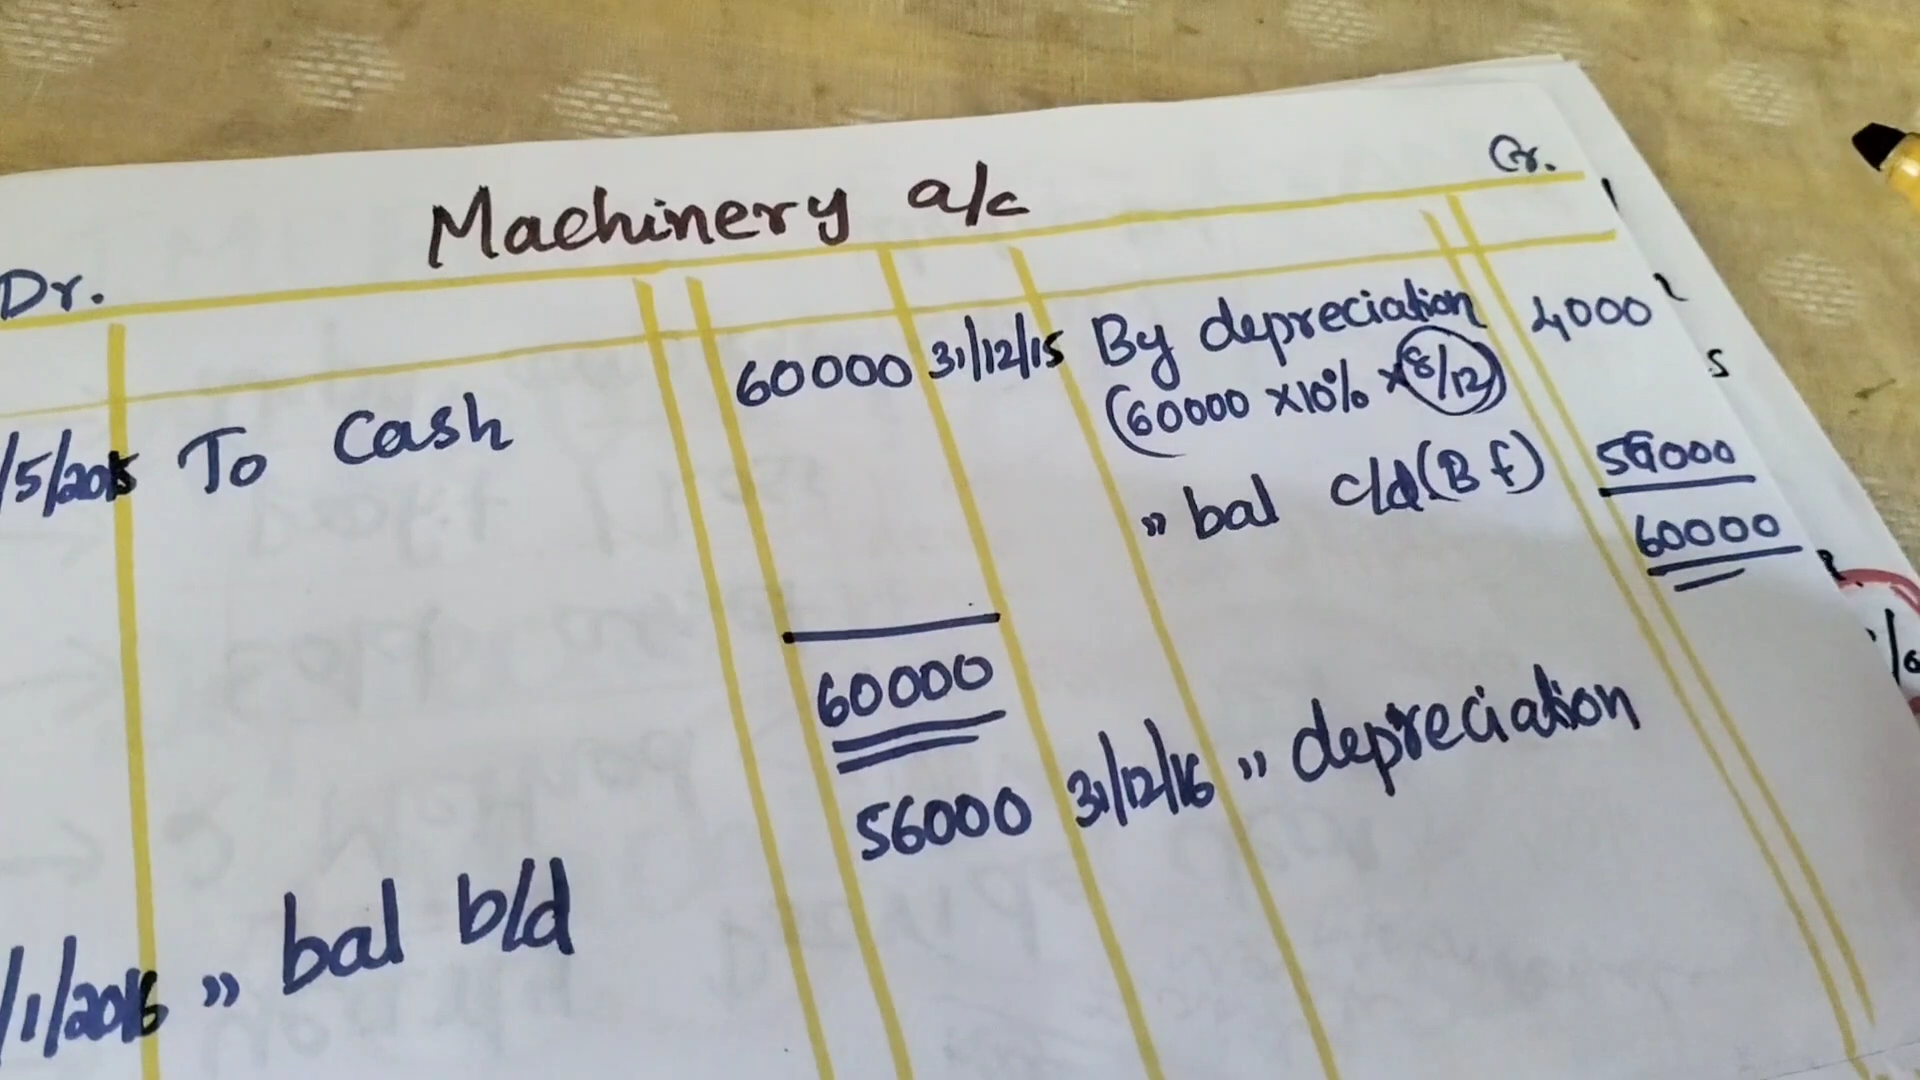 Machinery a/c
Dr. Cr.
/5/2015 To Cash 60000 31/12/15 By depreciation 4000
(60000 x10% x8/12)
" bal c/d (B f) 56000
60000 60000
/1/2016 " bal b/d 56000 31/12/16 " depreciation